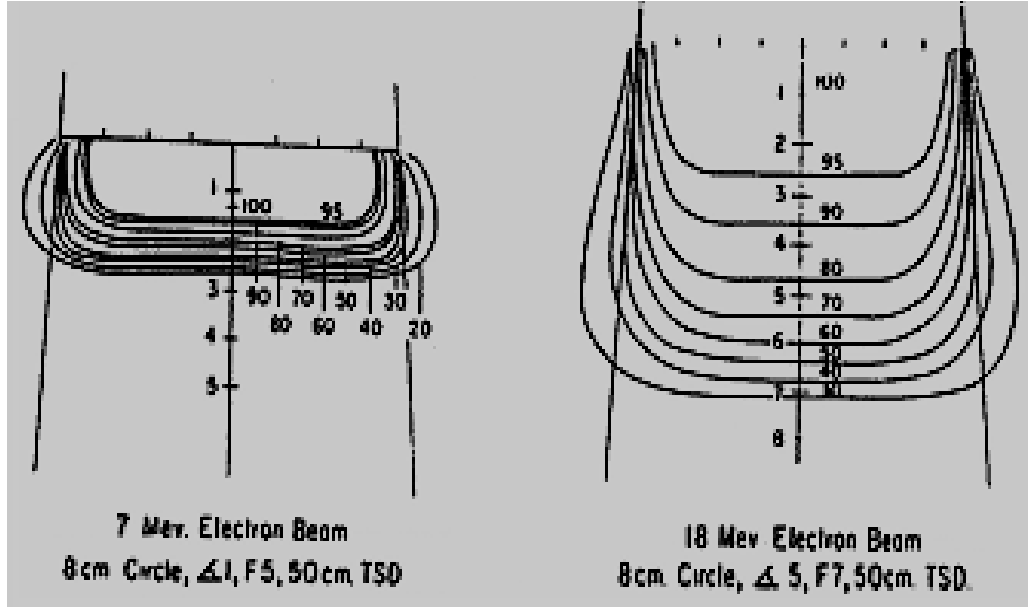 1
100 95
3
90 70 50 30
80 60 40 20
4
5
7 Mev. Electron Beam
8cm Circle, ∡1, F5, 50cm TSD
1 100
2 95
3 90
4
80
5 70
60
6 50
40
7
8
18 Mev Electron Beam
8cm Circle, ∡ 5, F7, 50cm TSD.